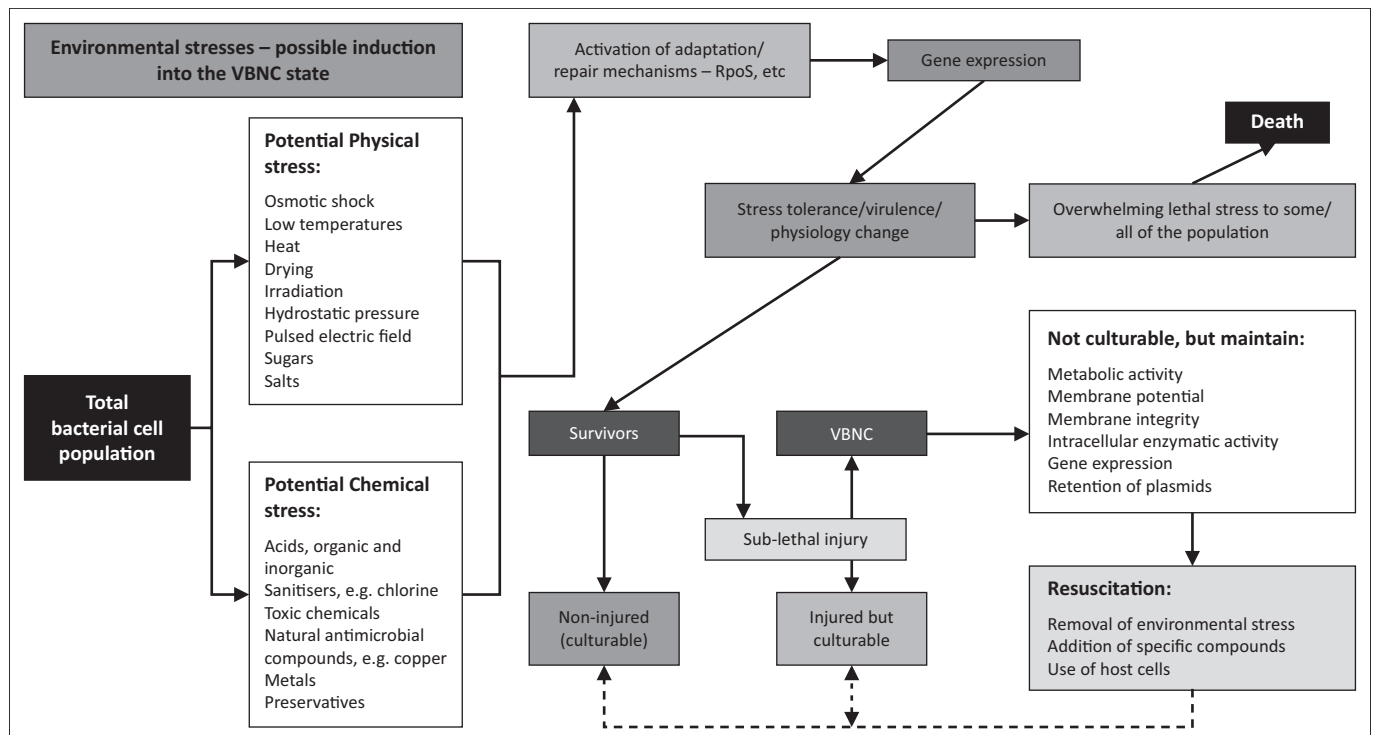 Environmental stresses – possible induction
into the VBNC state
Activation of adaptation/
repair mechanisms – RpoS, etc
Gene expression
Death
Potential Physical
stress:
Osmotic shock
Low temperatures
Heat
Drying
Irradiation
Hydrostatic pressure
Pulsed electric field
Sugars
Salts
Stress tolerance/virulence/
physiology change
Overwhelming lethal stress to some/
all of the population
Total
bacterial cell
population
Survivors
VBNC
Not culturable, but maintain:
Metabolic activity
Membrane potential
Membrane integrity
Intracellular enzymatic activity
Gene expression
Retention of plasmids
Potential Chemical
stress:
Acids, organic and
inorganic
Sanitisers, e.g. chlorine
Toxic chemicals
Natural antimicrobial
compounds, e.g. copper
Metals
Preservatives
Sub-lethal injury
Non-injured
(culturable)
Injured but
culturable
Resuscitation:
Removal of environmental stress
Addition of specific compounds
Use of host cells